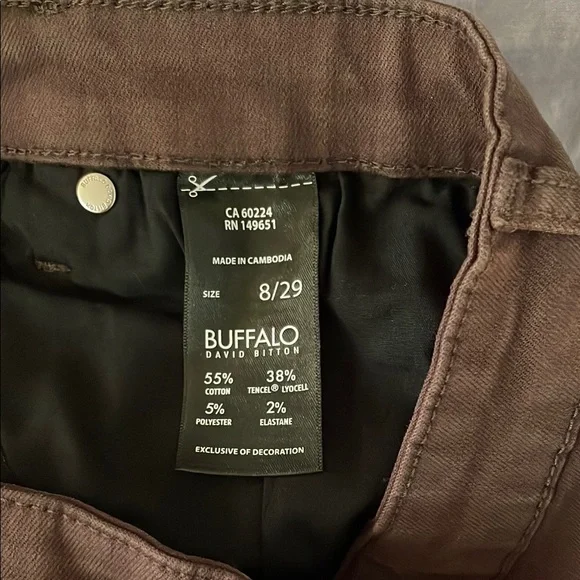 CA 60224
RN 149651
MADE IN CAMBODIA
SIZE 8/29
BUFFALO
DAVID BITTON
55% 38%
COTTON TENCEL® LYOCELL
5% 2%
POLYESTER ELASTANE
EXCLUSIVE OF DECORATION